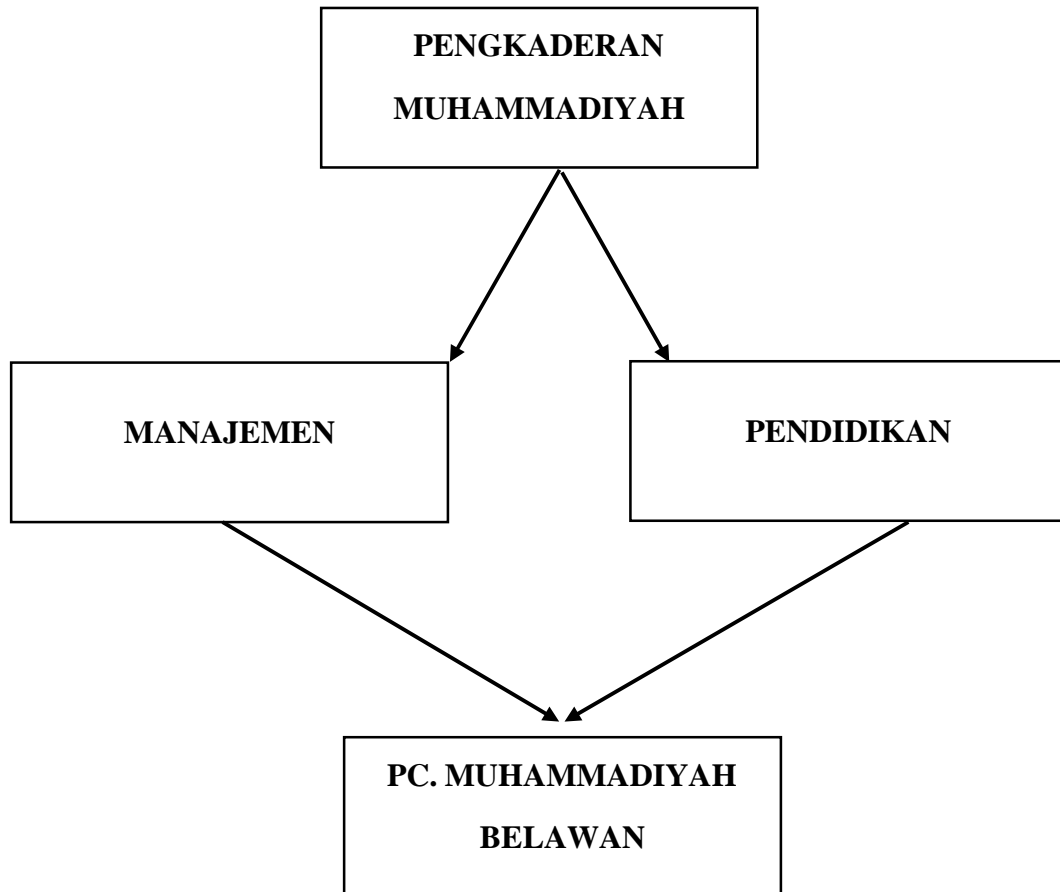 PENGKADERAN
MUHAMMADIYAH
MANAJEMEN
PENDIDIKAN
PC. MUHAMMADIYAH
BELAWAN